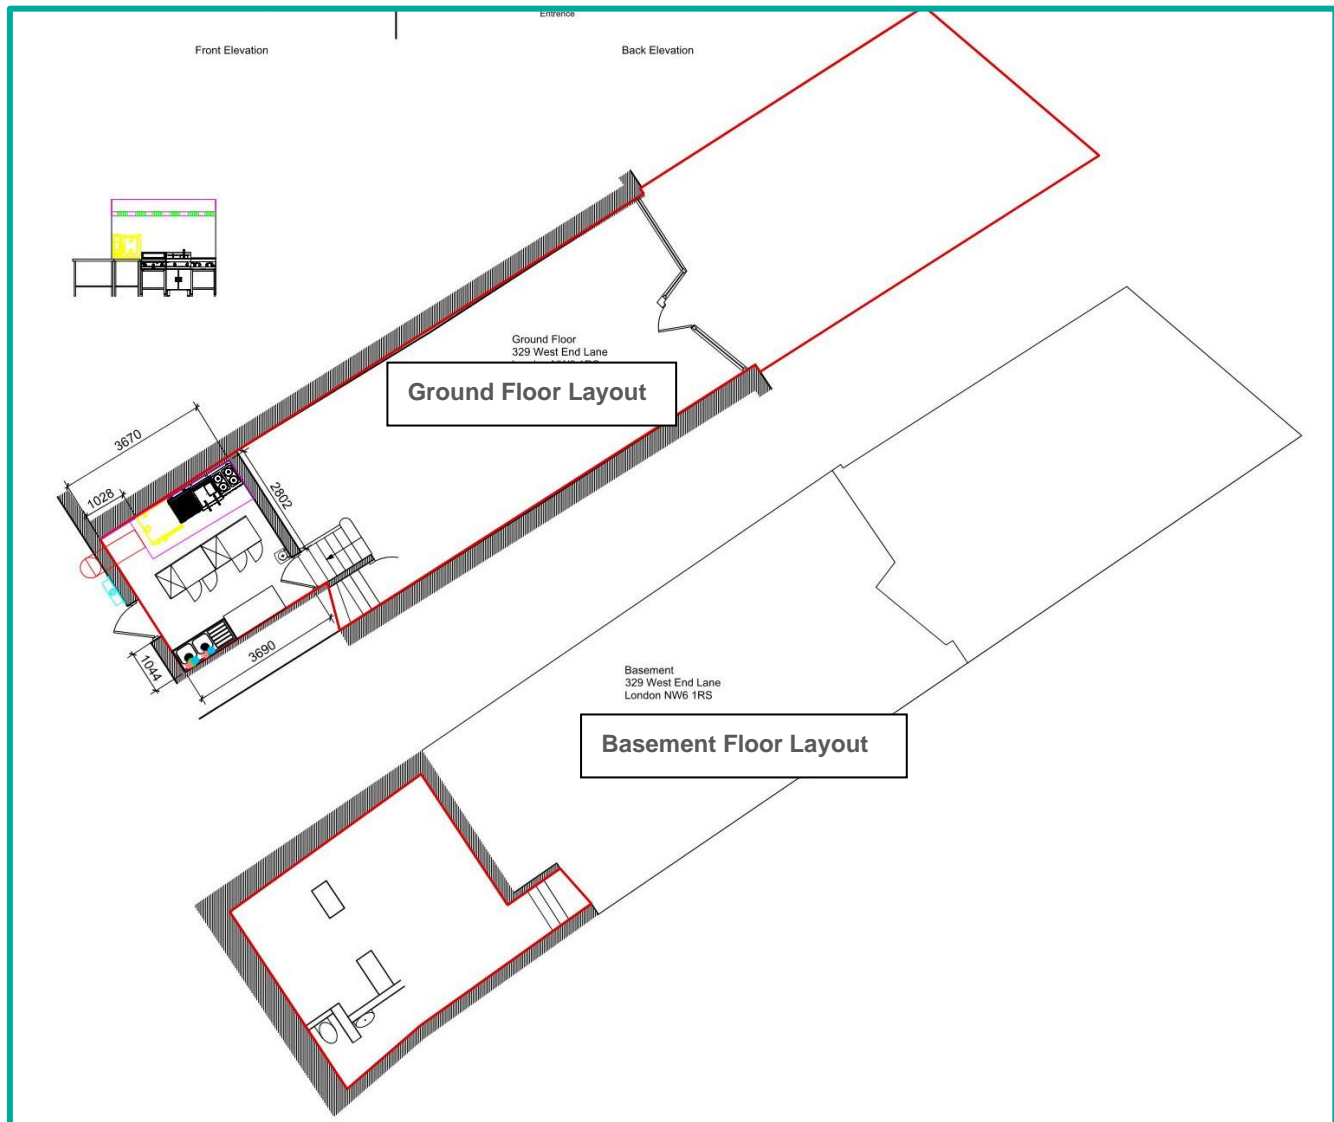 Entrence
Front Elevation
Back Elevation
Ground Floor
329 West End Lane
Ground Floor Layout
3670
1028
2802
3690
1044
Basement
329 West End Lane
London NW6 1RS
Basement Floor Layout